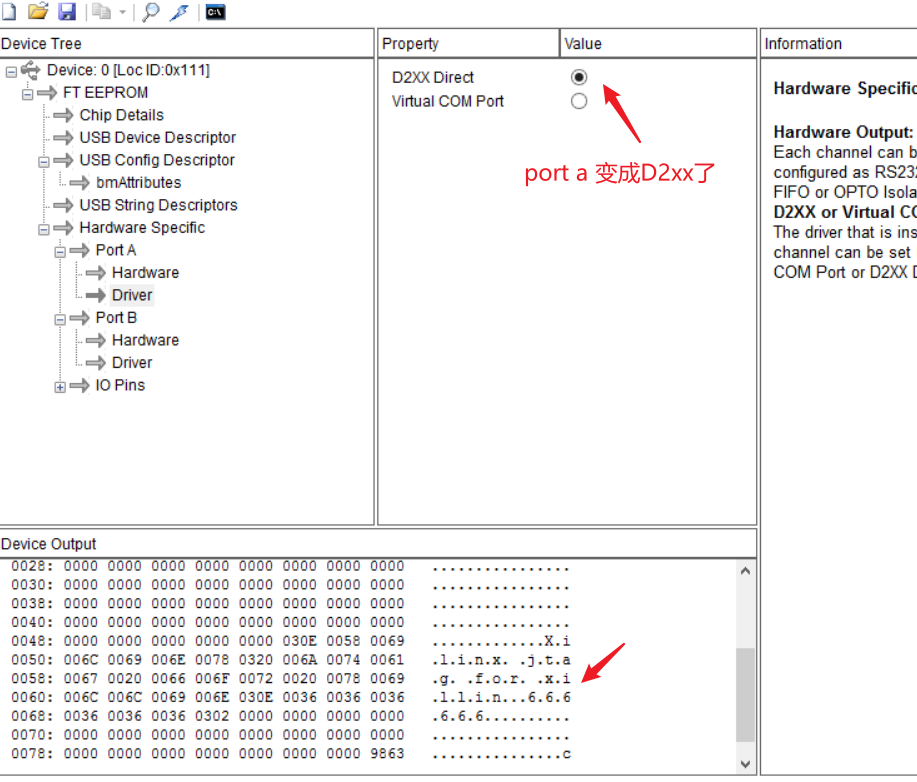 Device Tree
Property
Value
Information
Device: 0 [Loc ID:0x111]
FT EEPROM
Chip Details
USB Device Descriptor
USB Config Descriptor
bmAttributes
USB String Descriptors
Hardware Specific
Port A
Hardware
Driver
Port B
Hardware
Driver
IO Pins
D2XX Direct
Virtual COM Port
port a 变成D2xx了
Hardware Specific
Hardware Output:
Each channel can b
configured as RS232
FIFO or OPTO Isola
D2XX or Virtual CO
The driver that is ins
channel can be set
COM Port or D2XX D
Device Output
0028: 0000 0000 0000 0000 0000 0000 0000 0000 ................
0030: 0000 0000 0000 0000 0000 0000 0000 0000 ................
0038: 0000 0000 0000 0000 0000 0000 0000 0000 ................
0040: 0000 0000 0000 0000 0000 0000 0000 0000 ................
0048: 0000 0000 0000 0000 0000 030E 0058 0069 .............X.i
0050: 006C 0069 006E 0078 0320 006A 0074 0061 .l.i.n.x. .j.t.a
0058: 0067 0020 0066 006F 0072 0020 0078 0069 .g. .f.o.r. .x.i
0060: 006C 006C 0069 006E 030E 0036 0036 0036 .l.l.i.n...6.6.6
0068: 0036 0036 0036 0302 0000 0000 0000 0000 .6.6.6..........
0070: 0000 0000 0000 0000 0000 0000 0000 0000 ................
0078: 0000 0000 0000 0000 0000 0000 0000 9863 ...............c